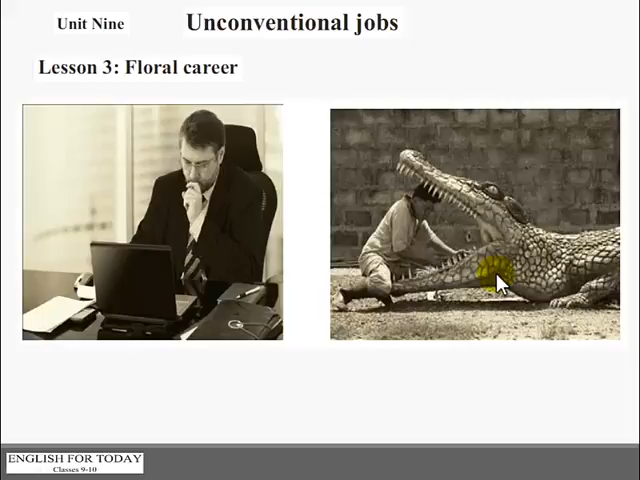 Unit Nine
Unconventional jobs
Lesson 3: Floral career
ENGLISH FOR TODAY
Classes 9-10